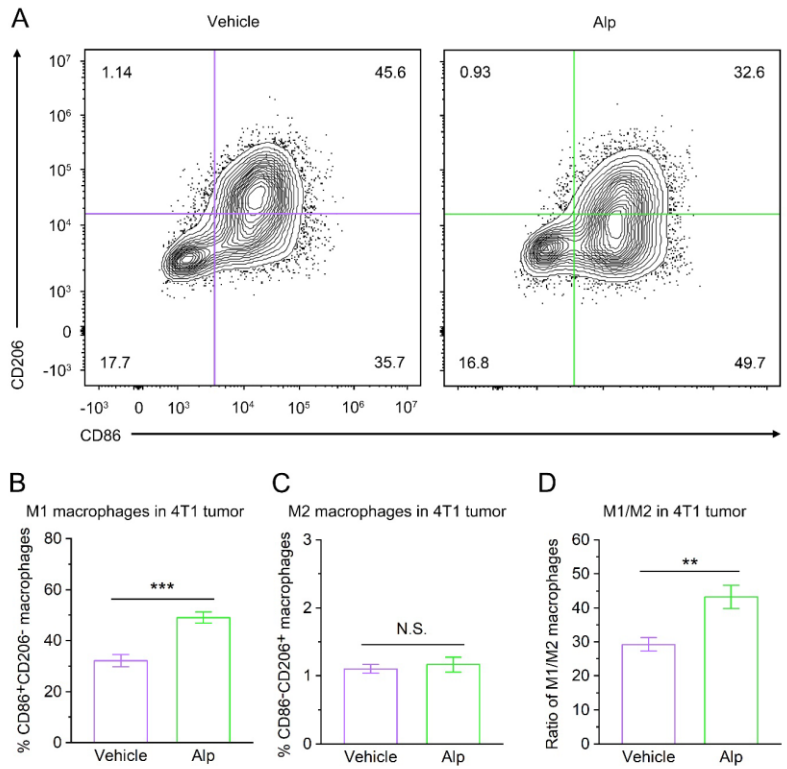 A
Vehicle
Alp
10⁷
10⁶
10⁵
10⁴
10³
0
-10³
CD206
1.14
45.6
17.7
35.7
0.93
32.6
16.8
49.7
-10³ 0 10³ 10⁴ 10⁵ 10⁶ 10⁷
CD86
B
M1 macrophages in 4T1 tumor
% CD86⁺CD206⁻ macrophages
80
60
40
20
0
***
Vehicle Alp
C
M2 macrophages in 4T1 tumor
% CD86⁻CD206⁺ macrophages
3
2
1
0
N.S.
Vehicle Alp
D
M1/M2 in 4T1 tumor
Ratio of M1/M2 macrophages
60
50
40
30
20
10
0
**
Vehicle Alp